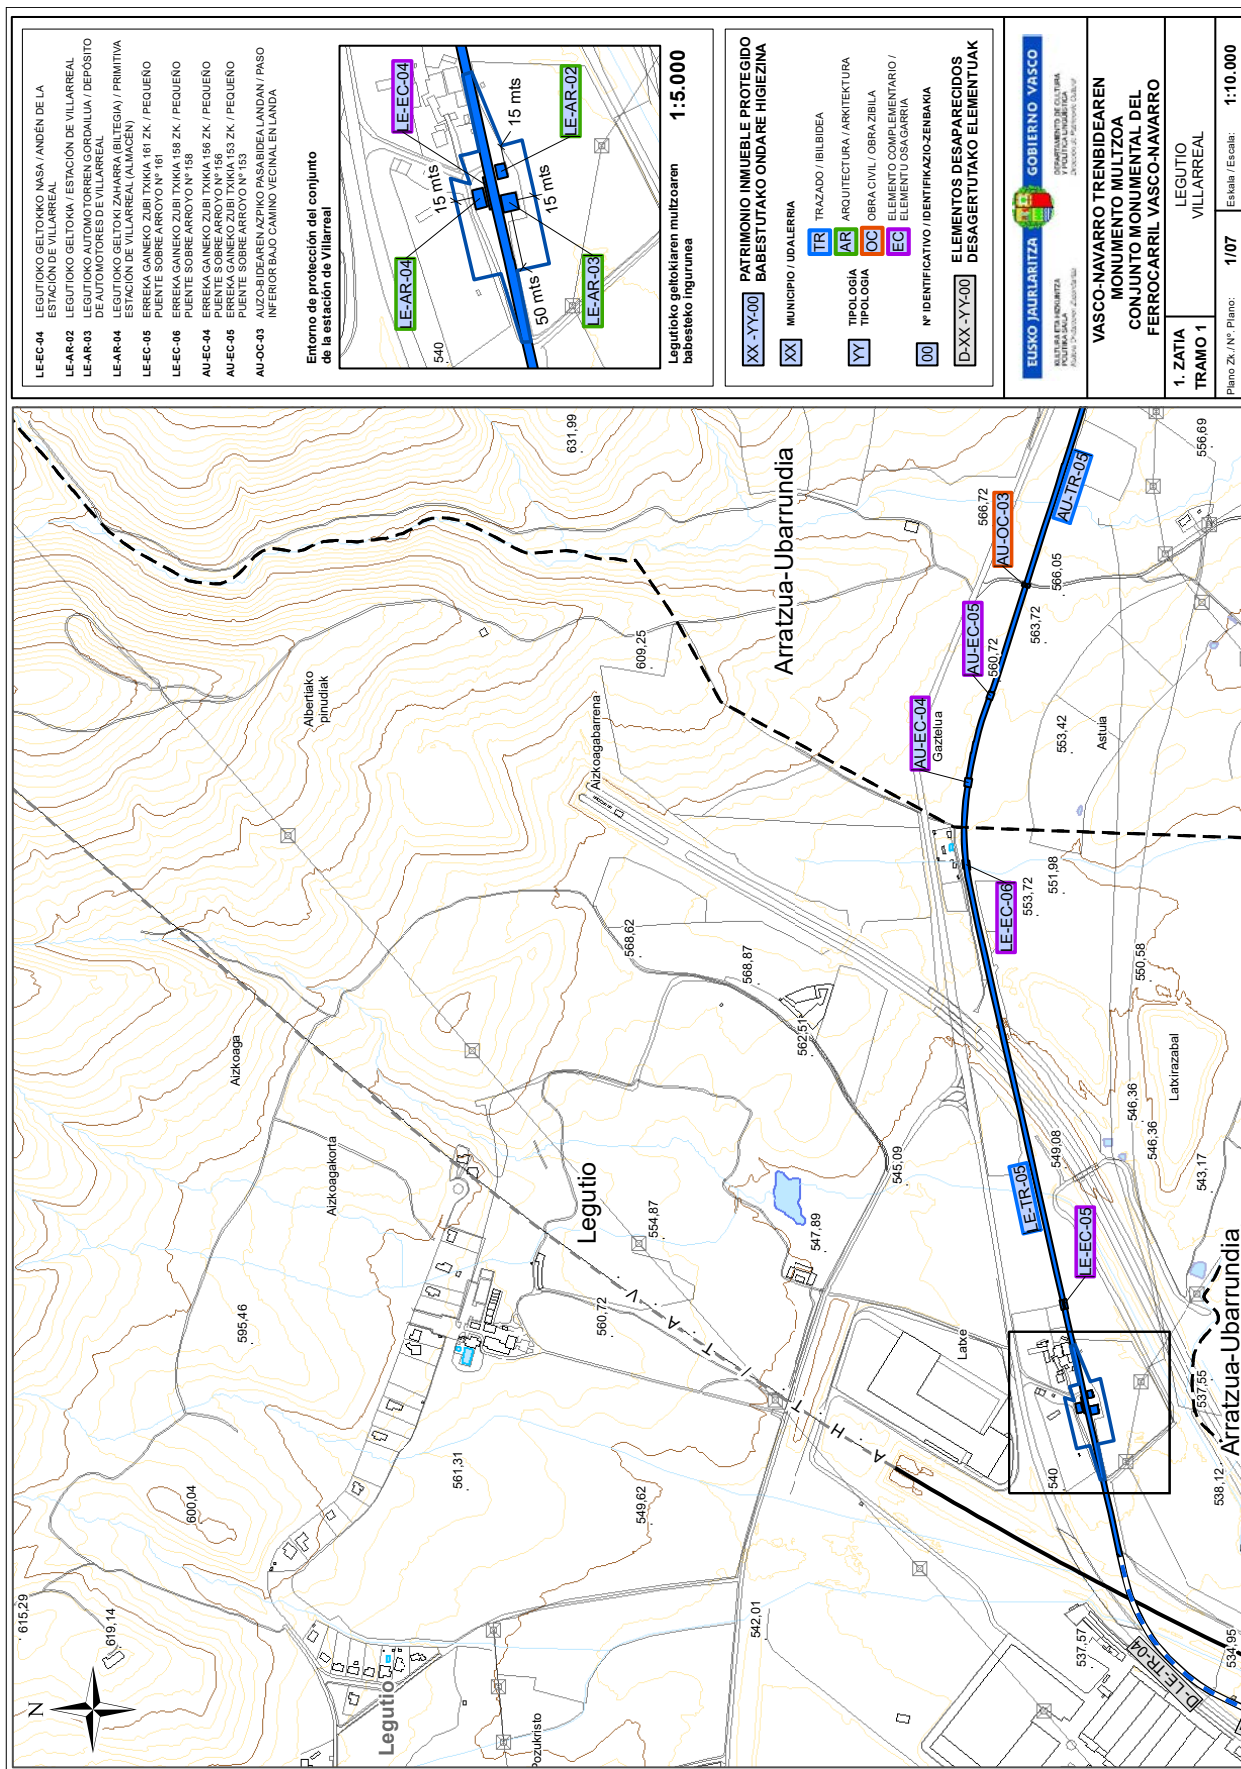 LE-EC-04 LEGUTIOKO GELTOKIKO NASA / ANDÉN DE LA
ESTACIÓN DE VILLARREAL
LE-AR-02 LEGUTIOKO GELTOKIA / ESTACIÓN DE VILLARREAL
LE-AR-03 LEGUTIOKO AUTOMOTORREN GORDAILUA / DEPÓSITO
DE AUTOMOTORES DE VILLARREAL
LE-AR-04 LEGUTIOKO GELTOKI ZAHARRA (BILTEGIA) / PRIMITIVA
ESTACIÓN DE VILLARREAL (ALMACÉN)
LE-EC-05 ERREKA GAINEKO ZUBI TXIKIA 161 ZK. / PEQUEÑO
PUENTE SOBRE ARROYO Nº 161
LE-EC-06 ERREKA GAINEKO ZUBI TXIKIA 158 ZK. / PEQUEÑO
PUENTE SOBRE ARROYO Nº 158
AU-EC-04 ERREKA GAINEKO ZUBI TXIKIA 156 ZK. / PEQUEÑO
PUENTE SOBRE ARROYO Nº 156
AU-EC-05 ERREKA GAINEKO ZUBI TXIKIA 153 ZK. / PEQUEÑO
PUENTE SOBRE ARROYO Nº 153
AU-OC-03 AUZO-BIDEAREN AZPIKO PASABIDEA LANDAN / PASO
INFERIOR BAJO CAMINO VECINAL EN LANDA
Entorno de protección del conjunto
de la estación de Villarreal
LE-EC-04
LE-AR-02
LE-AR-04
LE-AR-03
15 mts
15 mts
15 mts
50 mts
540
Legutioko geltokiaren multzoaren
babesteko ingurunea
1:5.000
XX -YY-00 PATRIMONIO INMUEBLE PROTEGIDO
BABESTUTAKO ONDARE HIGIEZINA
XX MUNICIPIO / UDALERRIA
YY TIPOLOGÍA
TIPOLOGIA
TR TRAZADO / IBILBIDEA
AR ARQUITECTURA / ARKITEKTURA
OC OBRA CIVIL / OBRA ZIBILA
EC ELEMENTO COMPLEMENTARIO /
ELEMENTU OSAGARRIA
00 Nº IDENTIFICATIVO / IDENTIFIKAZIO-ZENBAKIA
D-XX -YY-00 ELEMENTOS DESAPARECIDOS
DESAGERTUTAKO ELEMENTUAK
EUSKO JAURLARITZA GOBIERNO VASCO
KULTURA ETA HIZKUNTZA
POLITIKA SAILA
DEPARTAMENTO DE CULTURA
Y POLÍTICA LINGÜÍSTICA
VASCO-NAVARRO TRENBIDEAREN
MONUMENTO MULTZOA
CONJUNTO MONUMENTAL DEL
FERROCARRIL VASCO-NAVARRO
1. ZATIA
TRAMO 1
LEGUTIO
VILLARREAL
Plano Zk. / Nº. Plano: 1/07
Eskala / Escala: 1:10.000
N
615,29
619,14
600,04
595,46
Aizkoaga
Aizkoagakorta
Albertiako
pinudiak
631,99
609,25
Aizkoagabarrena
Arratzua-Ubarrundia
566,72
556,69
AU-OC-03
AU-TR-05
566,05
563,72
AU-EC-05
560,72
AU-EC-04
Gaztelua
553,42
Astuia
568,62
568,87
562,51
LE-EC-06
553,72
551,98
550,58
Latxirazabal
546,36
546,36
543,17
549,08
545,09
LE-TR-05
LE-EC-05
Legutio
554,87
547,89
560,72
561,31
549,62
542,01
Latxe
540
537,55
538,12
Arratzua-Ubarrundia
A . H . T . / T . A . V .
Legutio
Pozukristo
537,57
D-LE-TR-04
534,95